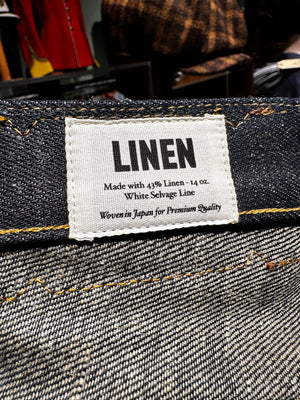 LINEN
Made with 43% Linen - 14 oz.
White Selvage Line
Woven in Japan for Premium Quality